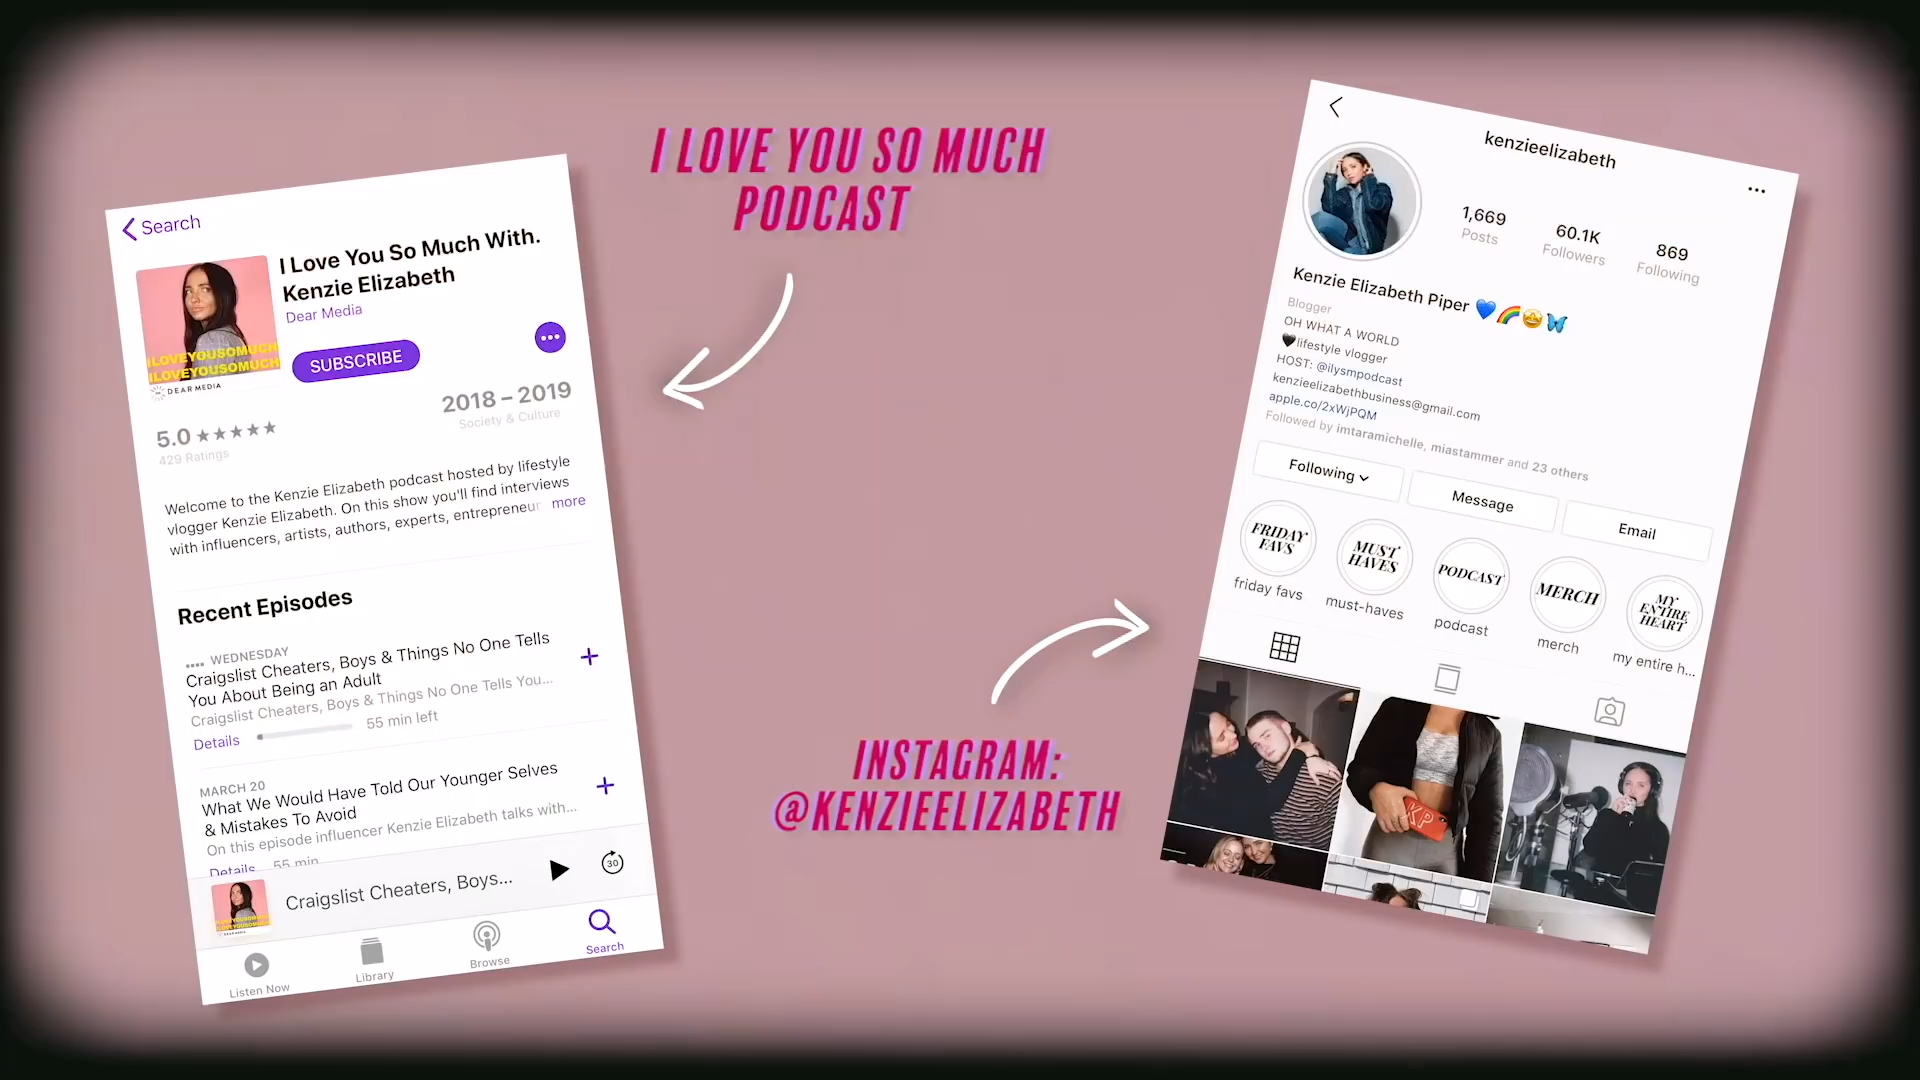 I LOVE YOU SO MUCH
PODCAST
Search
I Love You So Much With.
Kenzie Elizabeth
Dear Media
SUBSCRIBE
ILOVEYOUSOMUCH
ILOVEYOUSOMUCH
DEAR MEDIA
2018 – 2019
Society & Culture
5.0 ★★★★★
429 Ratings
Welcome to the Kenzie Elizabeth podcast hosted by lifestyle
vlogger Kenzie Elizabeth. On this show you'll find interviews
with influencers, artists, authors, experts, entrepreneur more
Recent Episodes
WEDNESDAY
Craigslist Cheaters, Boys & Things No One Tells
You About Being an Adult
Craigslist Cheaters, Boys & Things No One Tells You...
Details 55 min left
MARCH 20
What We Would Have Told Our Younger Selves
& Mistakes To Avoid
On this episode influencer Kenzie Elizabeth talks with...
Details 55 min
Craigslist Cheaters, Boys...
30
Listen Now
Library
Browse
Search
INSTAGRAM:
@KENZIEELIZABETH
kenzieelizabeth
1,669
Posts
60.1K
Followers
869
Following
Kenzie Elizabeth Piper 💙🌈🤩🦋
Blogger
OH WHAT A WORLD
🖤lifestyle vlogger
HOST: @ilysmpodcast
kenzieelizabethbusiness@gmail.com
apple.co/2xWjPQM
Followed by imtaramichelle, miastammer and 23 others
Following
Message
Email
FRIDAY
FAVS
MUST
HAVES
PODCAST
MERCH
MY
ENTIRE
HEART
friday favs
must-haves
podcast
merch
my entire h...
KP